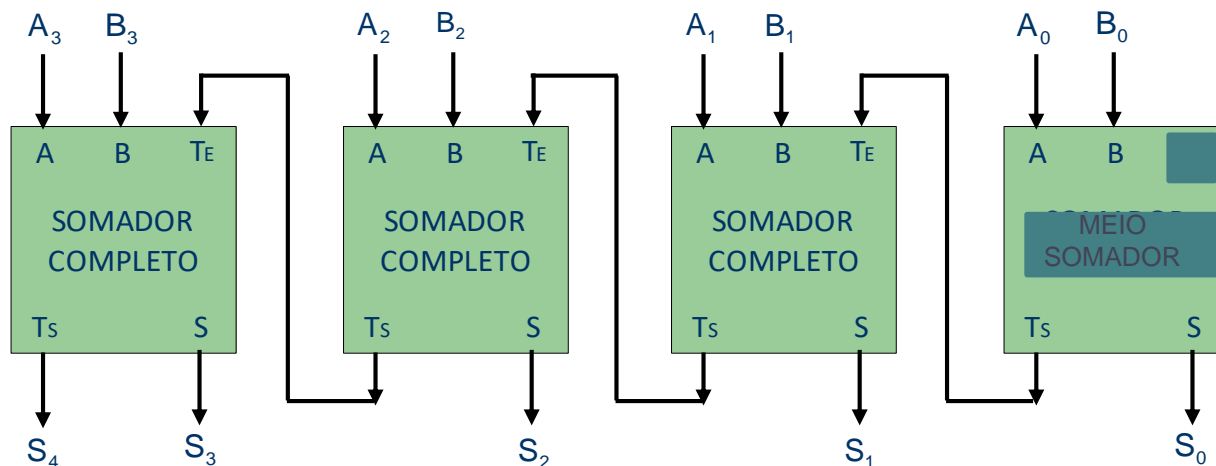 A3 B3 A2 B2 A1 B1 A0 B0
A B TE A B TE A B TE A B
SOMADOR SOMADOR SOMADOR MEIO
COMPLETO COMPLETO COMPLETO SOMADOR
TS S TS S TS S TS S
S4 S3 S2 S1 S0